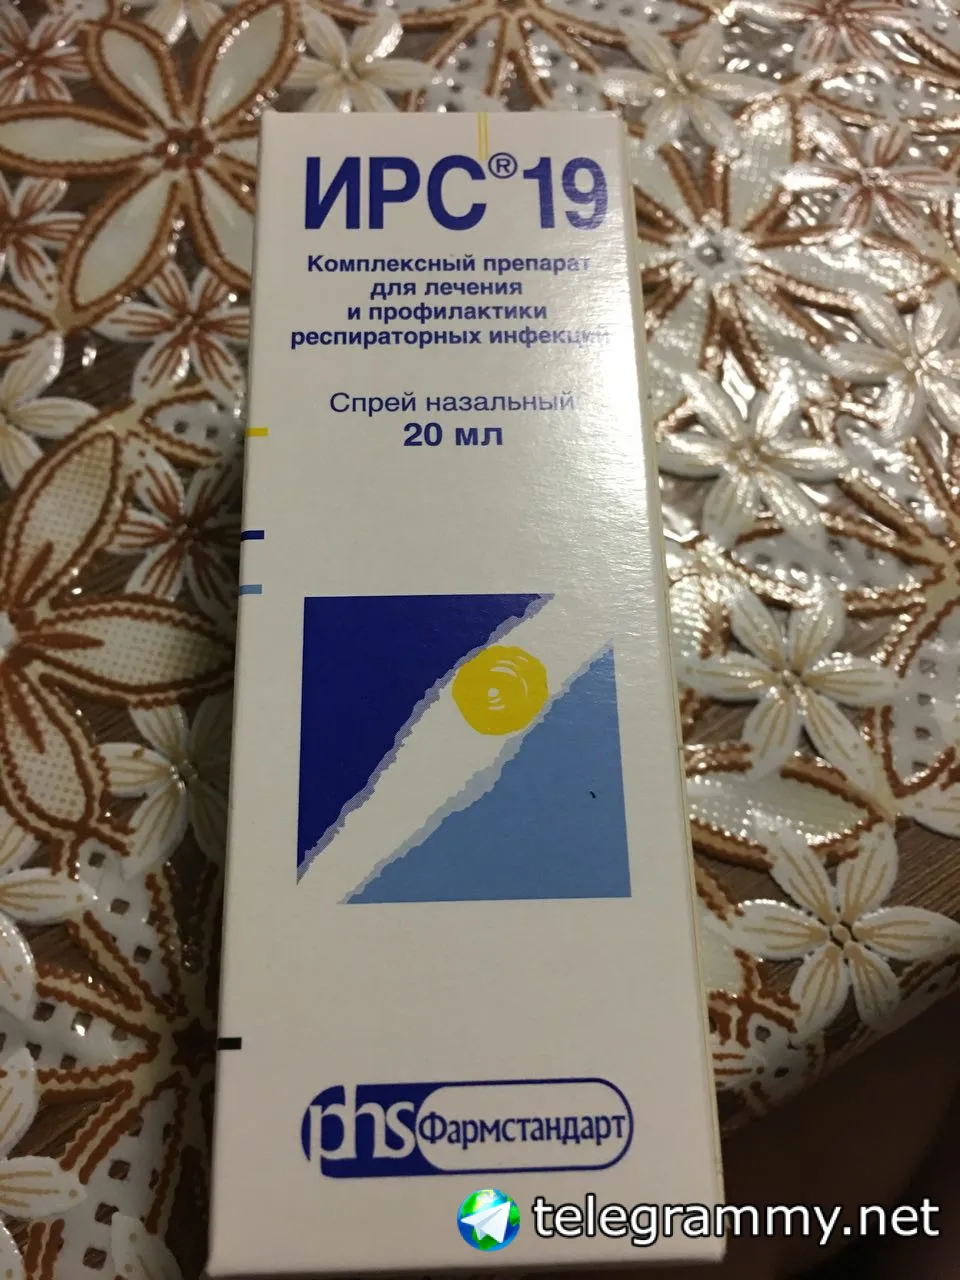 ИРС® 19
Комплексный препарат
для лечения
и профилактики
респираторных инфекций
Спрей назальный
20 мл
phs Фармстандарт
telegrammy.net